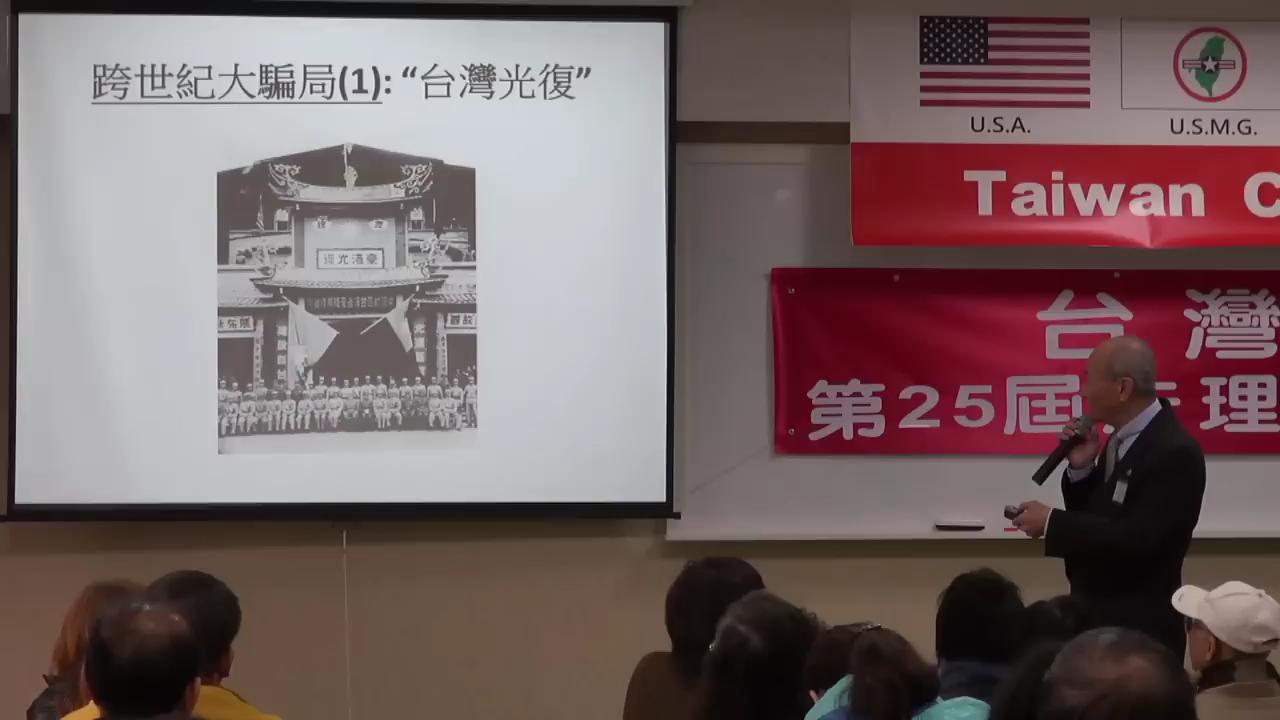 跨世紀大騙局(1): “台灣光復”
臺灣光復
U.S.A.
U.S.M.G.
Taiwan C
台灣
第25屆 理